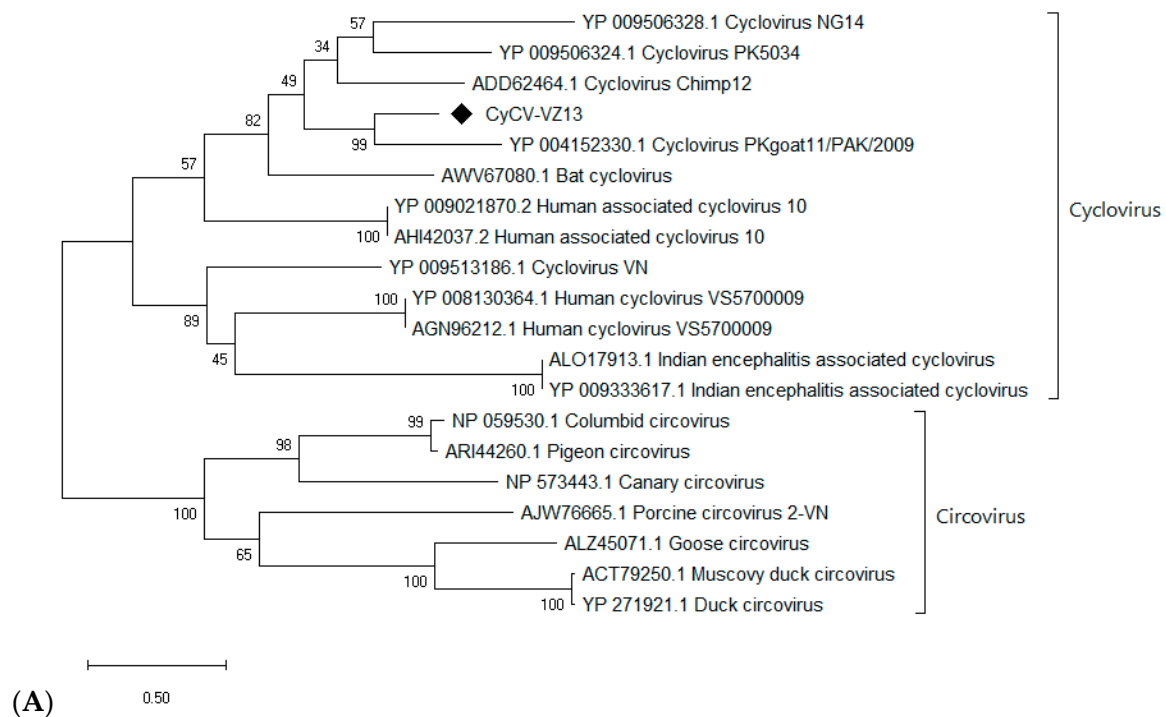 57
YP 009506328.1 Cyclovirus NG14
34
YP 009506324.1 Cyclovirus PK5034
49
ADD62464.1 Cyclovirus Chimp12
82
CyCV-VZ13
99
YP 004152330.1 Cyclovirus PKgoat11/PAK/2009
57
AWV67080.1 Bat cyclovirus
YP 009021870.2 Human associated cyclovirus 10
Cyclovirus
100
AHI42037.2 Human associated cyclovirus 10
YP 009513186.1 Cyclovirus VN
100
YP 008130364.1 Human cyclovirus VS5700009
89
AGN96212.1 Human cyclovirus VS5700009
45
ALO17913.1 Indian encephalitis associated cyclovirus
100
YP 009333617.1 Indian encephalitis associated cyclovirus
99
NP 059530.1 Columbid circovirus
98
ARI44260.1 Pigeon circovirus
NP 573443.1 Canary circovirus
100
AJW76665.1 Porcine circovirus 2-VN
Circovirus
65
ALZ45071.1 Goose circovirus
100
ACT79250.1 Muscovy duck circovirus
100
YP 271921.1 Duck circovirus
0.50
(A)